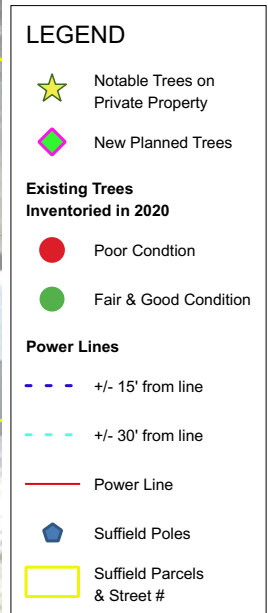 LEGEND
Notable Trees on
Private Property
New Planned Trees
Existing Trees
Inventoried in 2020
Poor Condtion
Fair & Good Condition
Power Lines
+/- 15' from line
+/- 30' from line
Power Line
Suffield Poles
Suffield Parcels
& Street #